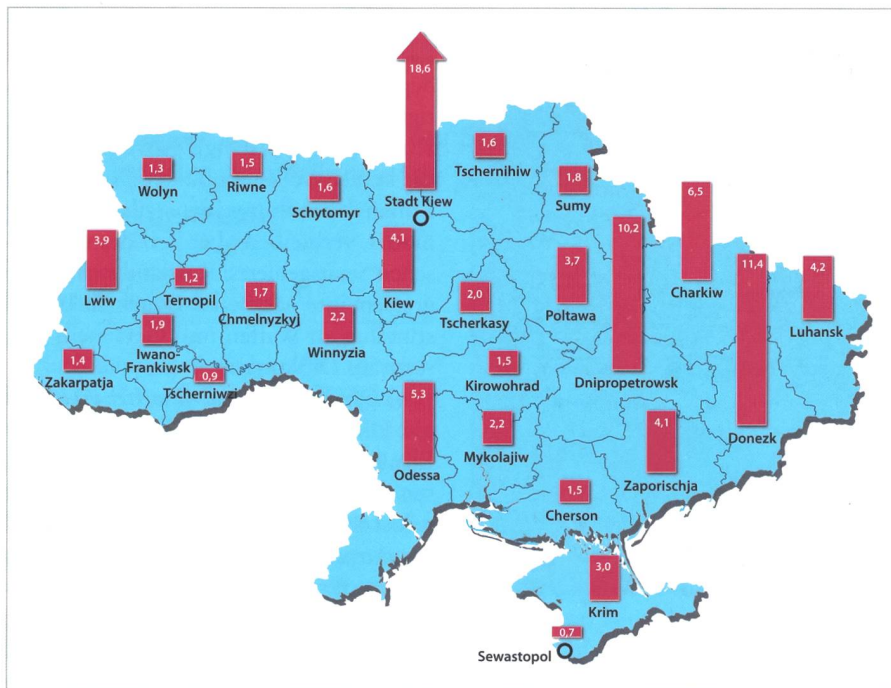 18,6
1,6
Tschernihiw
1,3
Wolyn
1,5
Riwne
1,6
Schytomyr
1,8
Sumy
Stadt Kiew
6,5
Charkiw
10,2
Dnipropetrowsk
3,9
Lwiw
4,1
Kiew
3,7
Poltawa
11,4
Donezk
4,2
Luhansk
1,2
Ternopil
1,7
Chmelnyzkyj
2,0
Tscherkasy
2,2
Winnyzia
1,9
Iwano-
Frankiwsk
1,4
Zakarpatja
0,9
Tscherniwzi
1,5
Kirowohrad
5,3
Odessa
2,2
Mykolajiw
4,1
Zaporischja
1,5
Cherson
3,0
Krim
0,7
Sewastopol